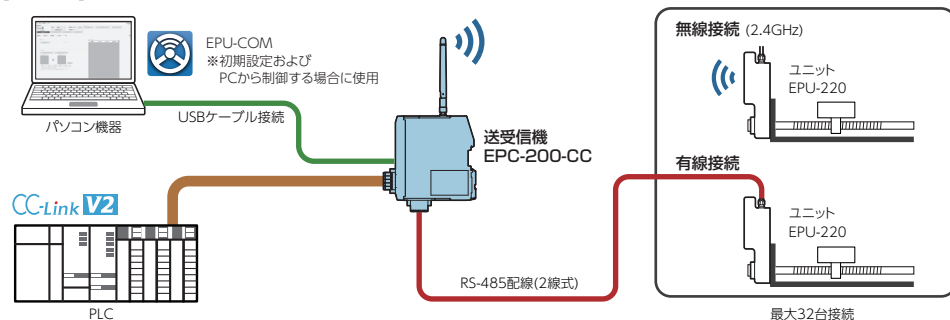 EPU-COM
※初期設定および
PCから制御する場合に使用
パソコン機器
USBケーブル接続
CC-Link V2
PLC
送受信機
EPC-200-CC
RS-485配線(2線式)
無線接続 (2.4GHz)
ユニット
EPU-220
有線接続
ユニット
EPU-220
最大32台接続